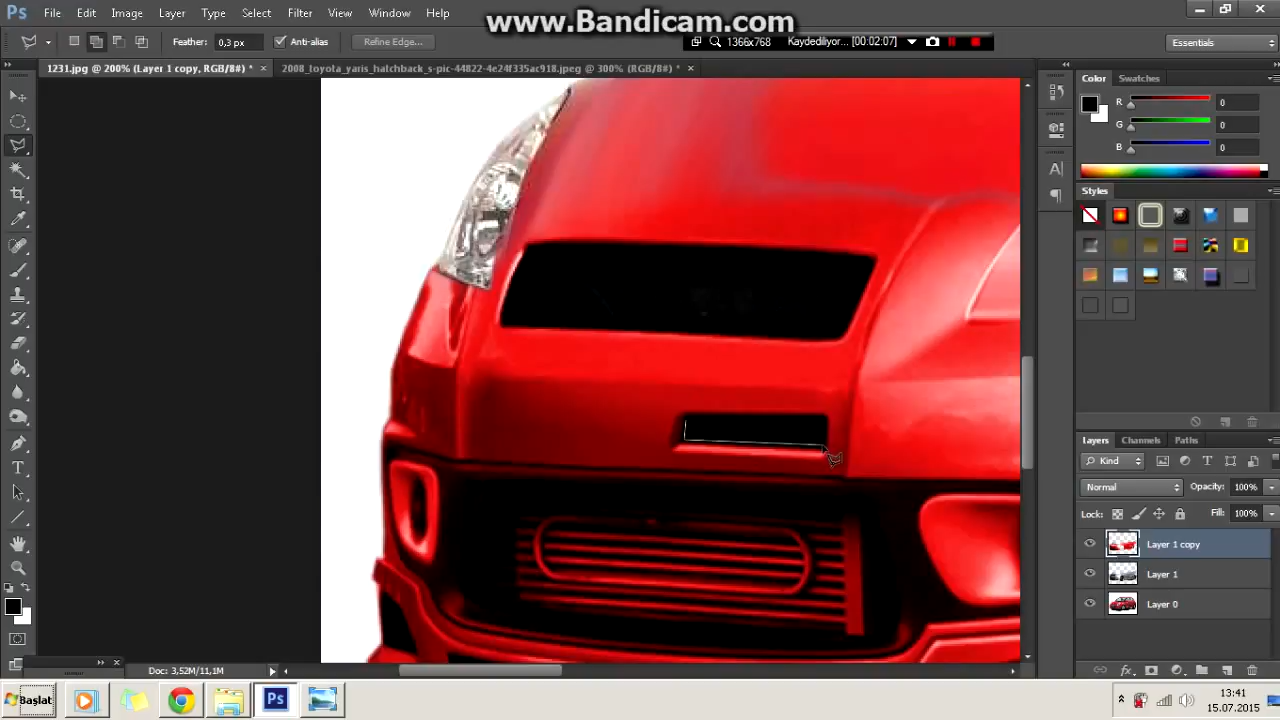 www.Bandicam.com
Ps File Edit Image Layer Type Select Filter View Window Help
Feather: 0,3 px Anti-alias Refine Edge... 1366x768 Kaydediliyor... [00:02:07] Essentials
1231.jpg @ 200% (Layer 1 copy, RGB/8#) * × 2008_toyota_yaris_hatchback_s-pic-44822-4e24f335ac918.jpeg @ 300% (RGB/8#) * ×
Color Swatches
R 0
G 0
B 0
Styles
Layers Channels Paths
Kind
Normal Opacity: 100%
Lock: Fill: 100%
Layer 1 copy
Layer 1
Layer 0
Doc: 3,52M/11,1M
Başlat Ps 13:41
15.07.2015